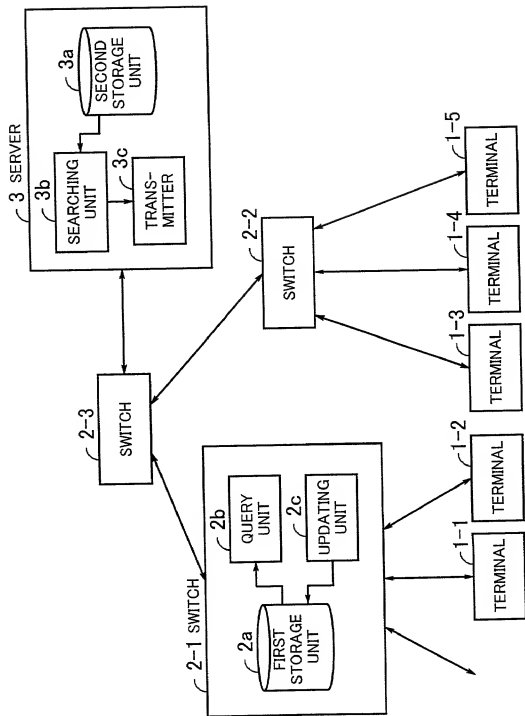 3 SERVER
3a
SECOND
STORAGE
UNIT
3b
SEARCHING
UNIT
3c
TRANS-
MITTER
2-3
SWITCH
2-2
SWITCH
2-1 SWITCH
2a
FIRST
STORAGE
UNIT
2b
QUERY
UNIT
2c
UPDATING
UNIT
1-1
TERMINAL
1-2
TERMINAL
1-3
TERMINAL
1-4
TERMINAL
1-5
TERMINAL